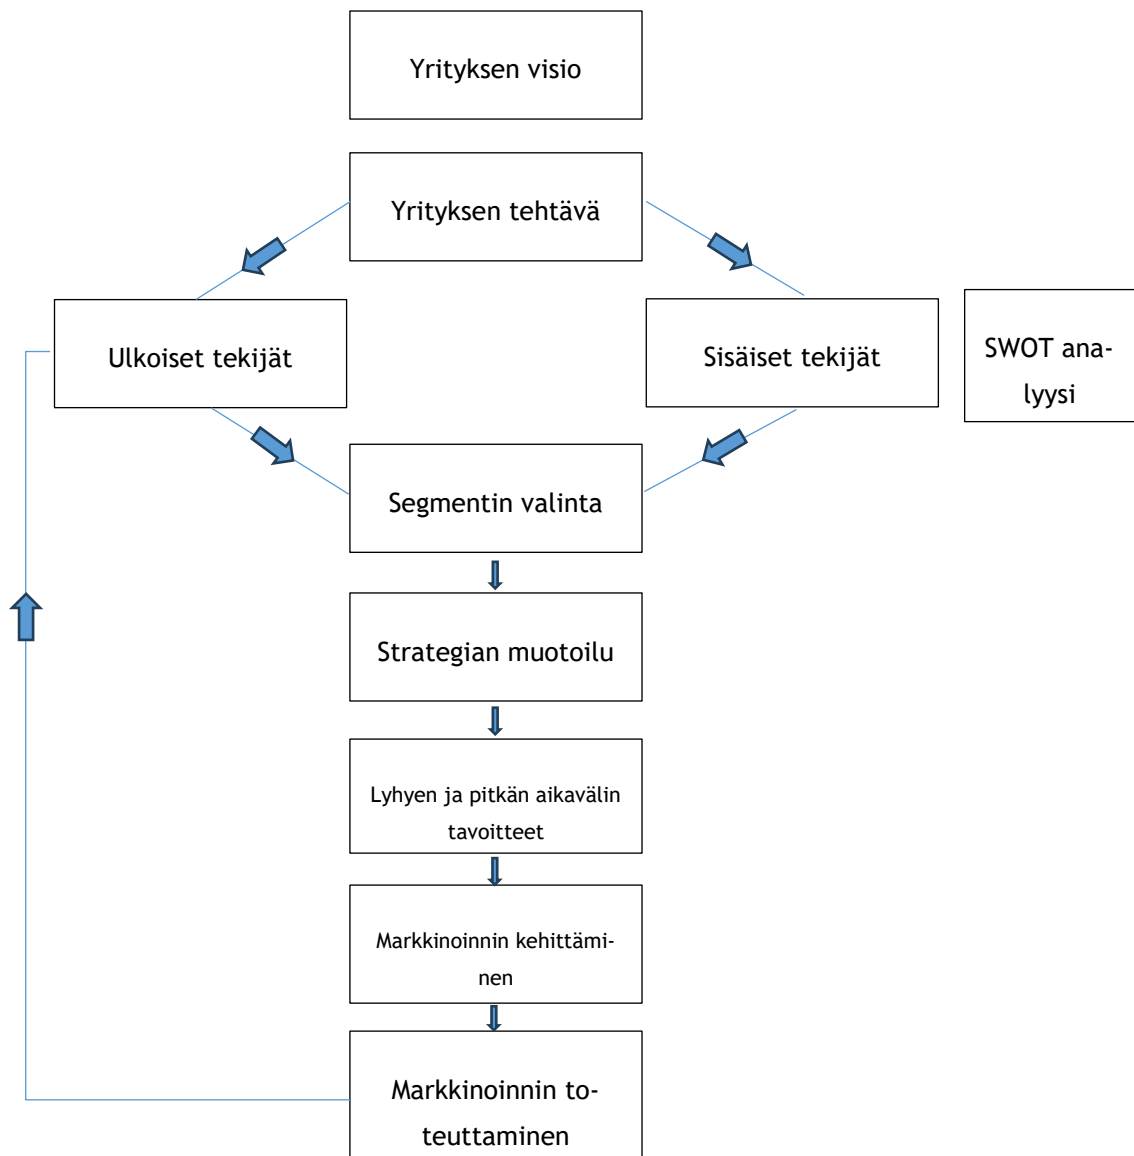 Yrityksen visio
Yrityksen tehtävä
Ulkoiset tekijät
Sisäiset tekijät
SWOT ana-
lyysi
Segmentin valinta
Strategian muotoilu
Lyhyen ja pitkän aikavälin
tavoitteet
Markkinoinnin kehittämi-
nen
Markkinoinnin to-
teuttaminen